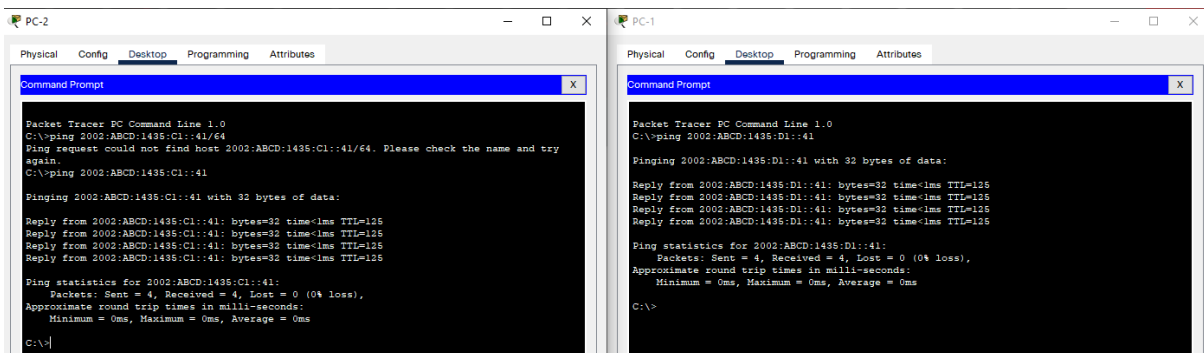 PC-2
Physical Config Desktop Programming Attributes
Command Prompt
X
Packet Tracer PC Command Line 1.0
C:\>ping 2002:ABCD:1435:C1::41/64
Ping request could not find host 2002:ABCD:1435:C1::41/64. Please check the name and try
again.
C:\>ping 2002:ABCD:1435:C1::41
Pinging 2002:ABCD:1435:C1::41 with 32 bytes of data:
Reply from 2002:ABCD:1435:C1::41: bytes=32 time<1ms TTL=125
Reply from 2002:ABCD:1435:C1::41: bytes=32 time<1ms TTL=125
Reply from 2002:ABCD:1435:C1::41: bytes=32 time<1ms TTL=125
Reply from 2002:ABCD:1435:C1::41: bytes=32 time<1ms TTL=125
Ping statistics for 2002:ABCD:1435:C1::41:
Packets: Sent = 4, Received = 4, Lost = 0 (0% loss),
Approximate round trip times in milli-seconds:
Minimum = 0ms, Maximum = 0ms, Average = 0ms
C:\>
PC-1
Physical Config Desktop Programming Attributes
Command Prompt
X
Packet Tracer PC Command Line 1.0
C:\>ping 2002:ABCD:1435:D1::41
Pinging 2002:ABCD:1435:D1::41 with 32 bytes of data:
Reply from 2002:ABCD:1435:D1::41: bytes=32 time<1ms TTL=125
Reply from 2002:ABCD:1435:D1::41: bytes=32 time<1ms TTL=125
Reply from 2002:ABCD:1435:D1::41: bytes=32 time<1ms TTL=125
Reply from 2002:ABCD:1435:D1::41: bytes=32 time<1ms TTL=125
Ping statistics for 2002:ABCD:1435:D1::41:
Packets: Sent = 4, Received = 4, Lost = 0 (0% loss),
Approximate round trip times in milli-seconds:
Minimum = 0ms, Maximum = 0ms, Average = 0ms
C:\>